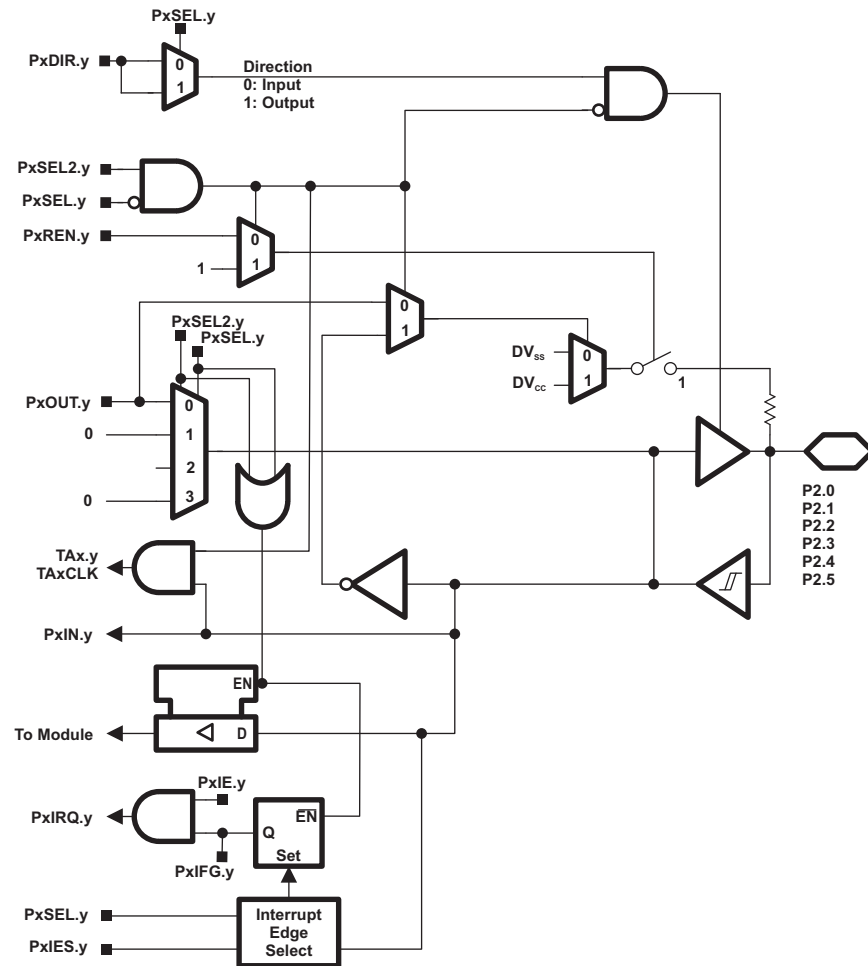 PxSEL.y
PxDIR.y
0
1
Direction
0: Input
1: Output
PxSEL2.y
PxSEL.y
PxREN.y
0
1
1
PxSEL2.y
PxSEL.y
0
1
DVSS
DVCC
0
1
1
PxOUT.y
0
0
1
2
0
3
P2.0
P2.1
P2.2
P2.3
P2.4
P2.5
TAx.y
TAxCLK
PxIN.y
EN
To Module
D
PxIE.y
PxIRQ.y
EN
Q
Set
PxIFG.y
PxSEL.y
PxIES.y
Interrupt
Edge
Select